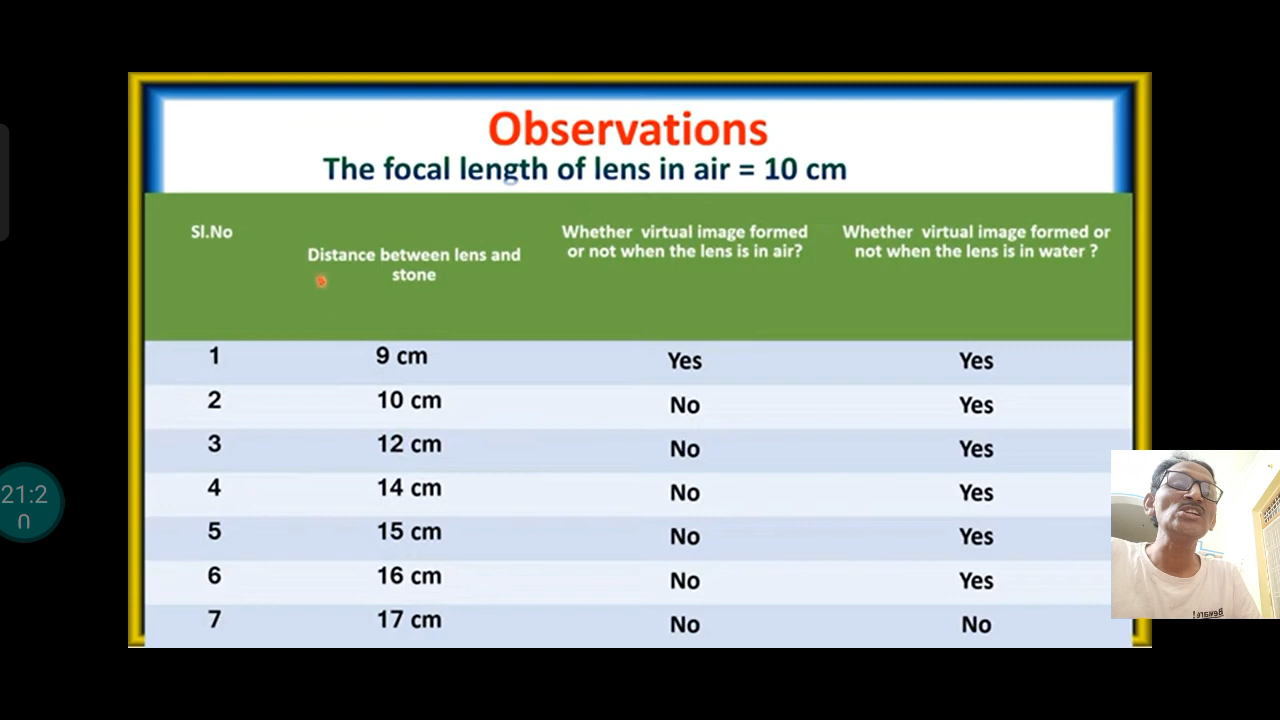 Observations
The focal length of lens in air = 10 cm
Sl.No
Distance between lens and
stone
Whether virtual image formed
or not when the lens is in air?
Whether virtual image formed or
not when the lens is in water ?
1 9 cm Yes Yes
2 10 cm No Yes
3 12 cm No Yes
4 14 cm No Yes
5 15 cm No Yes
6 16 cm No Yes
7 17 cm No No
21:2
0
Beware!